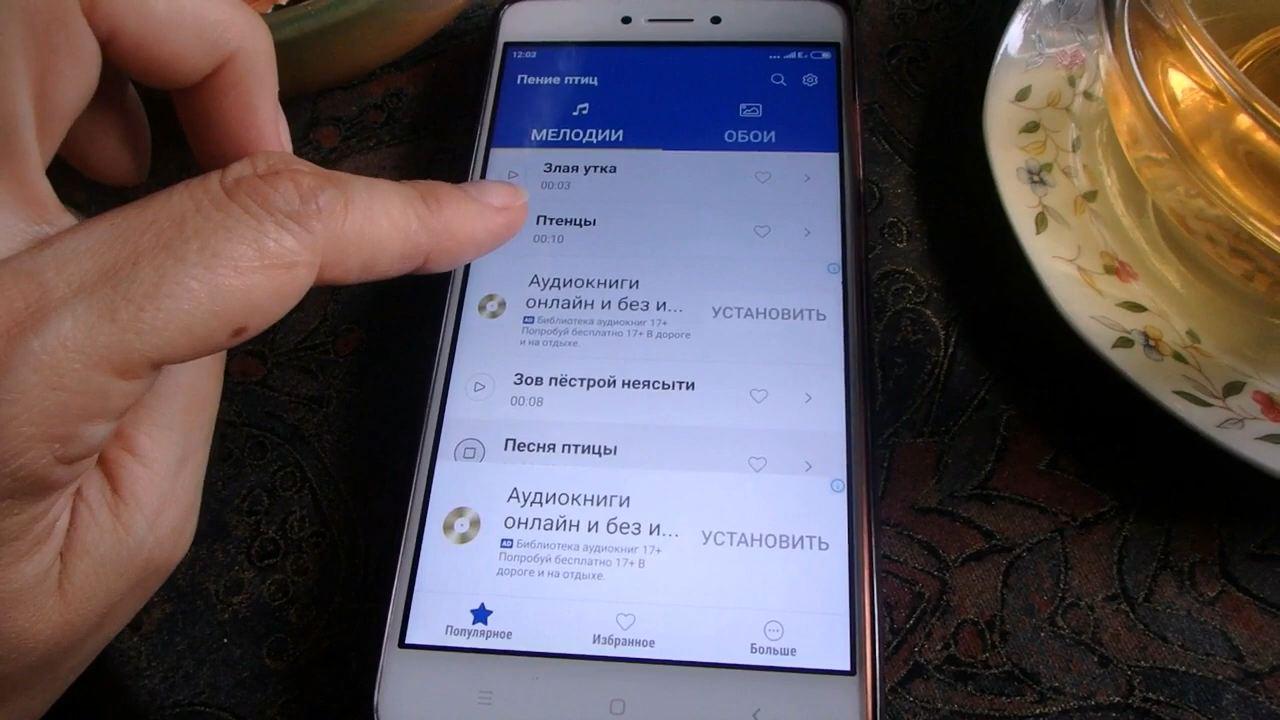 12:03
Пение птиц
МЕЛОДИИ
ОБОИ
Злая утка
00:03
Птенцы
00:10
Аудиокниги
онлайн и без и...
УСТАНОВИТЬ
AD Библиотека аудиокниг 17+
Попробуй бесплатно 17+ В дороге
и на отдыхе.
Зов пёстрой неясыти
00:08
Песня птицы
Аудиокниги
онлайн и без и...
УСТАНОВИТЬ
AD Библиотека аудиокниг 17+
Попробуй бесплатно 17+ В
дороге и на отдыхе.
Популярное
Избранное
Больше